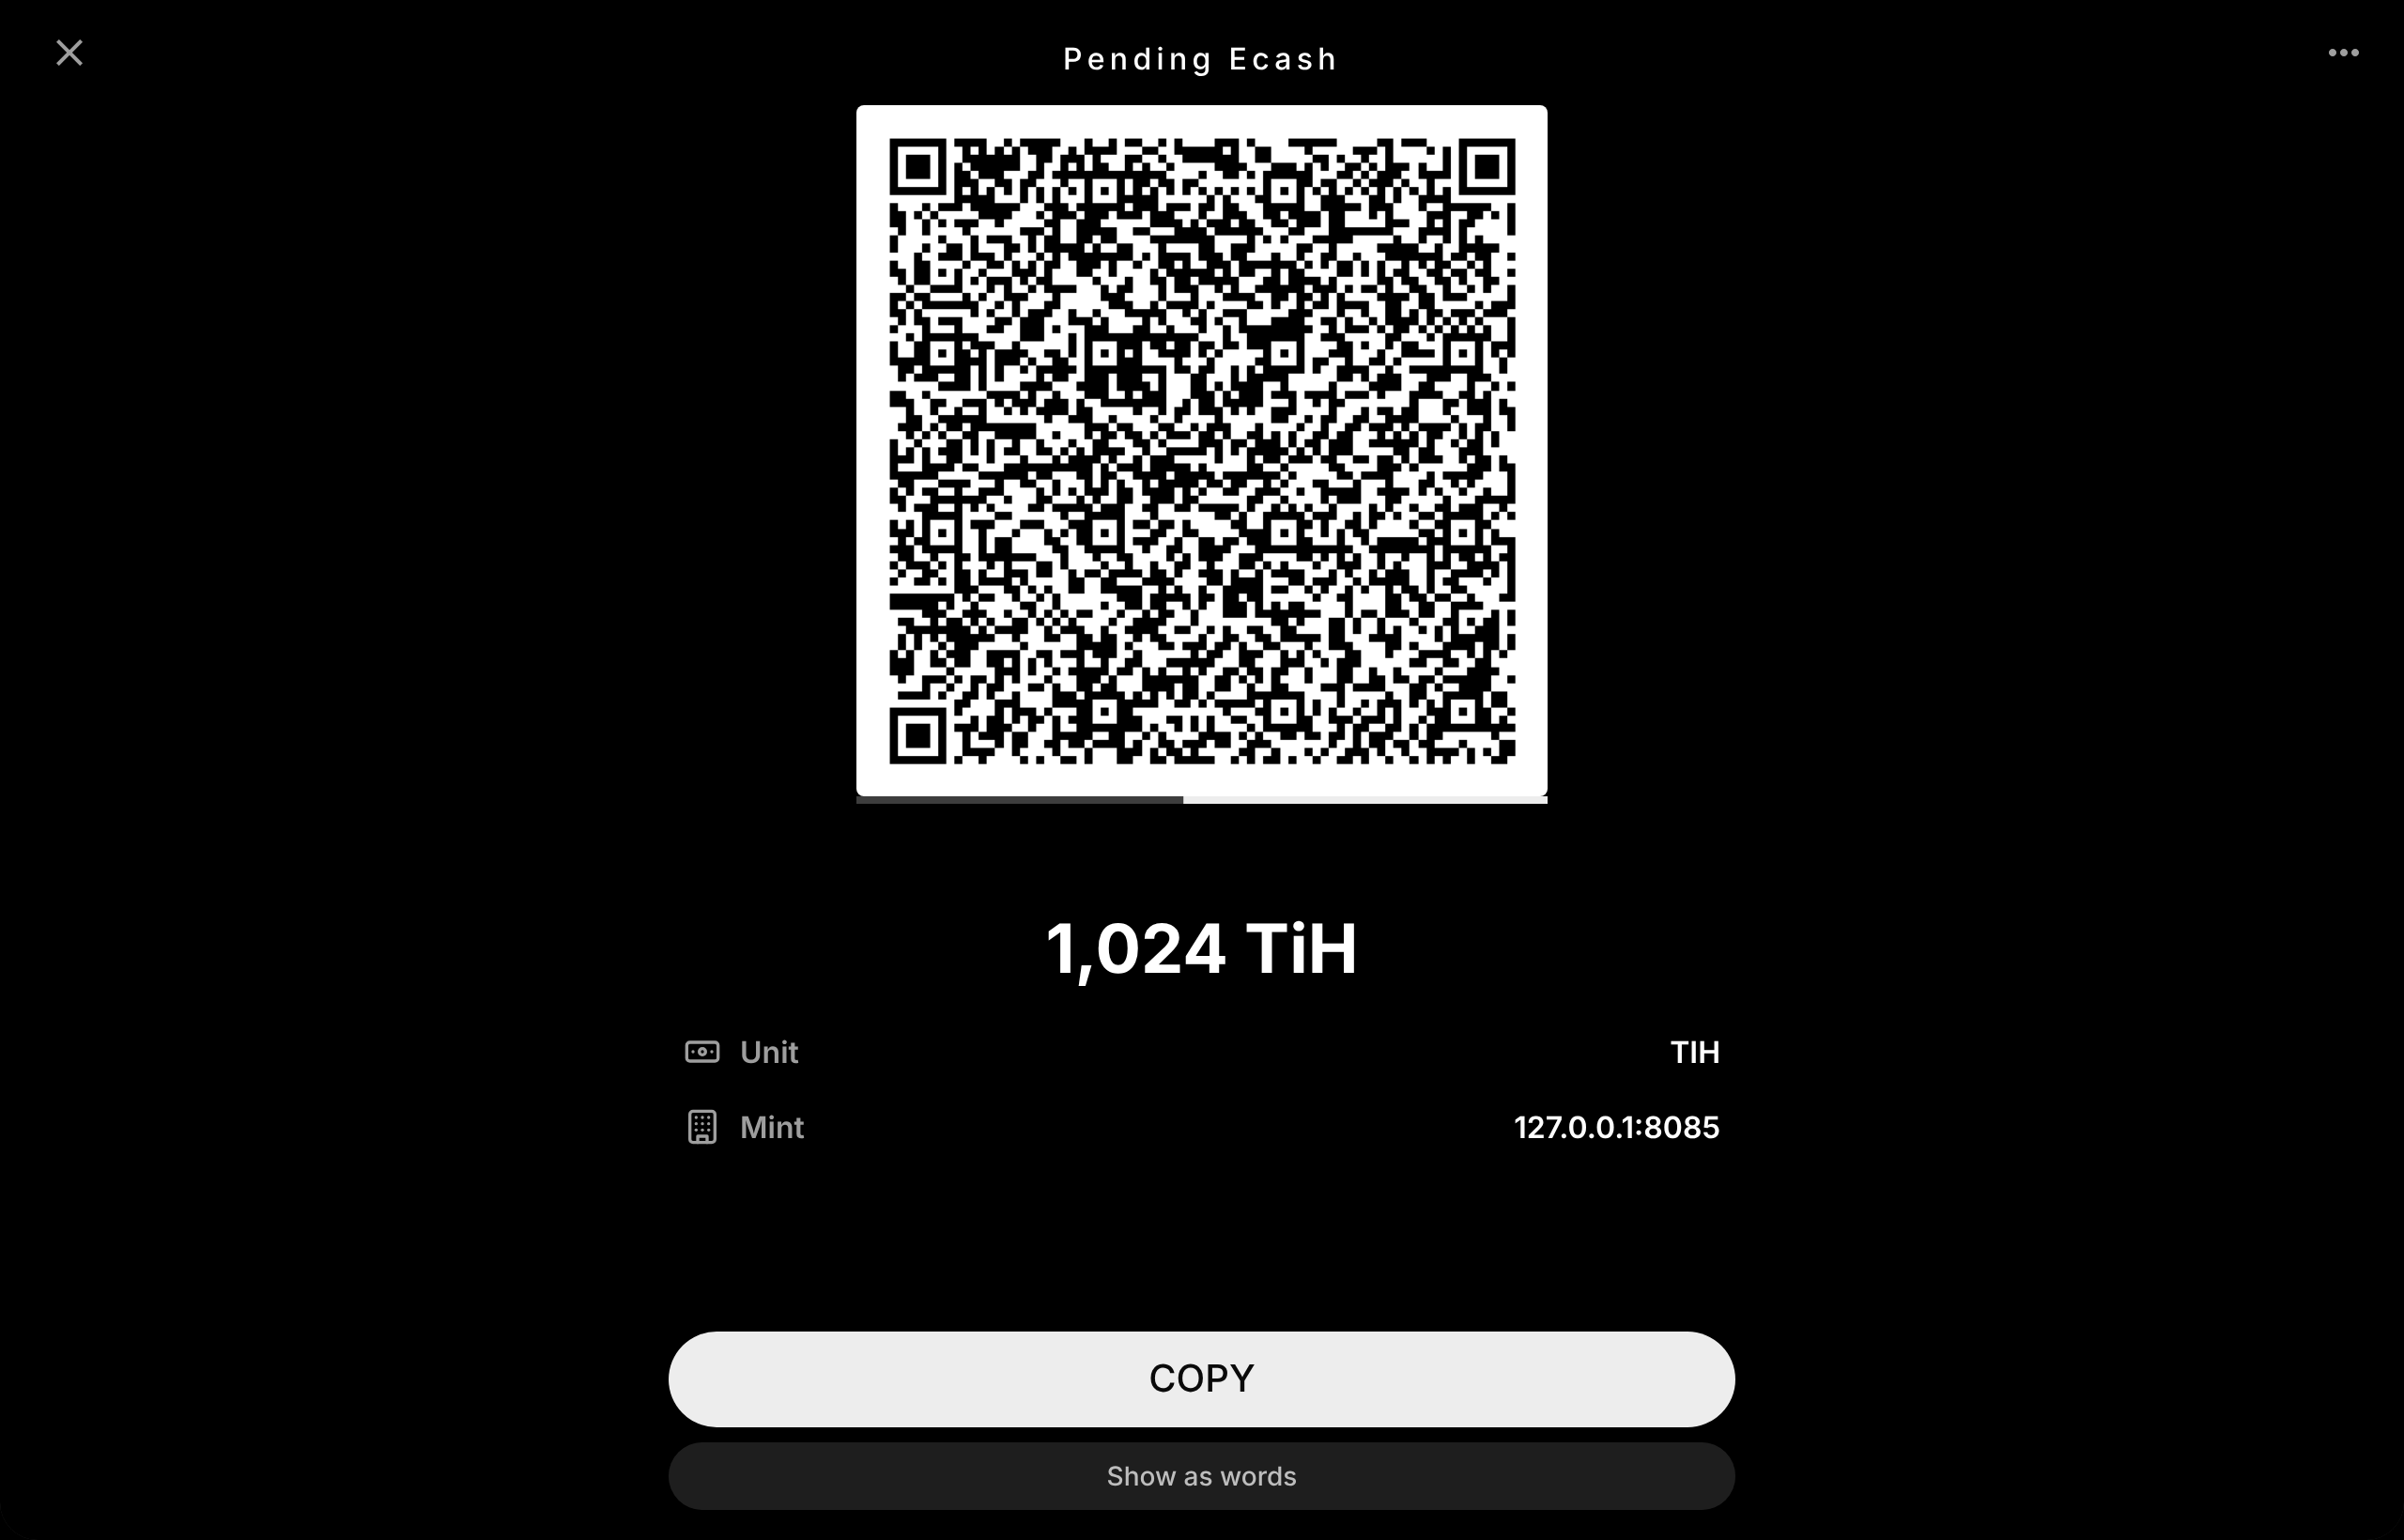 Pending Ecash
1,024 TiH
Unit
TIH
Mint
127.0.0.1:8085
COPY
Show as words